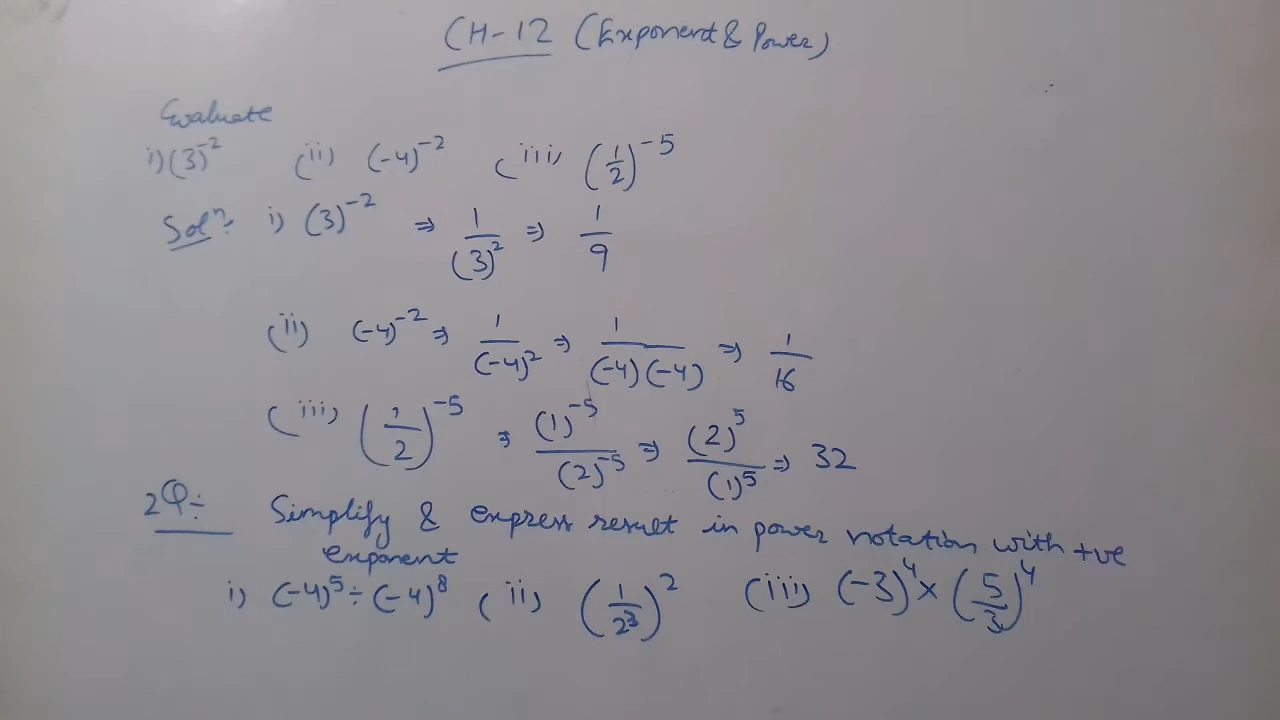 CH-12 (Exponent & Power)
Evaluate
i) (3)⁻² (ii) (-4)⁻² (iii) (1/2)⁻⁵
Solⁿ: i) (3)⁻² ⇒ 1/(3)² ⇒ 1/9
(ii) (-4)⁻² ⇒ 1/(-4)² ⇒ 1/(-4)(-4) ⇒ 1/16
(iii) (1/2)⁻⁵ ⇒ (1)⁻⁵/(2)⁻⁵ ⇒ (2)⁵/(1)⁵ ⇒ 32
2Q÷ Simplify & express result in power notation with +ve
exponent
i) (-4)⁵ ÷ (-4)⁸ (ii) (1/2³)² (iii) (-3)⁴ × (5/3)⁴